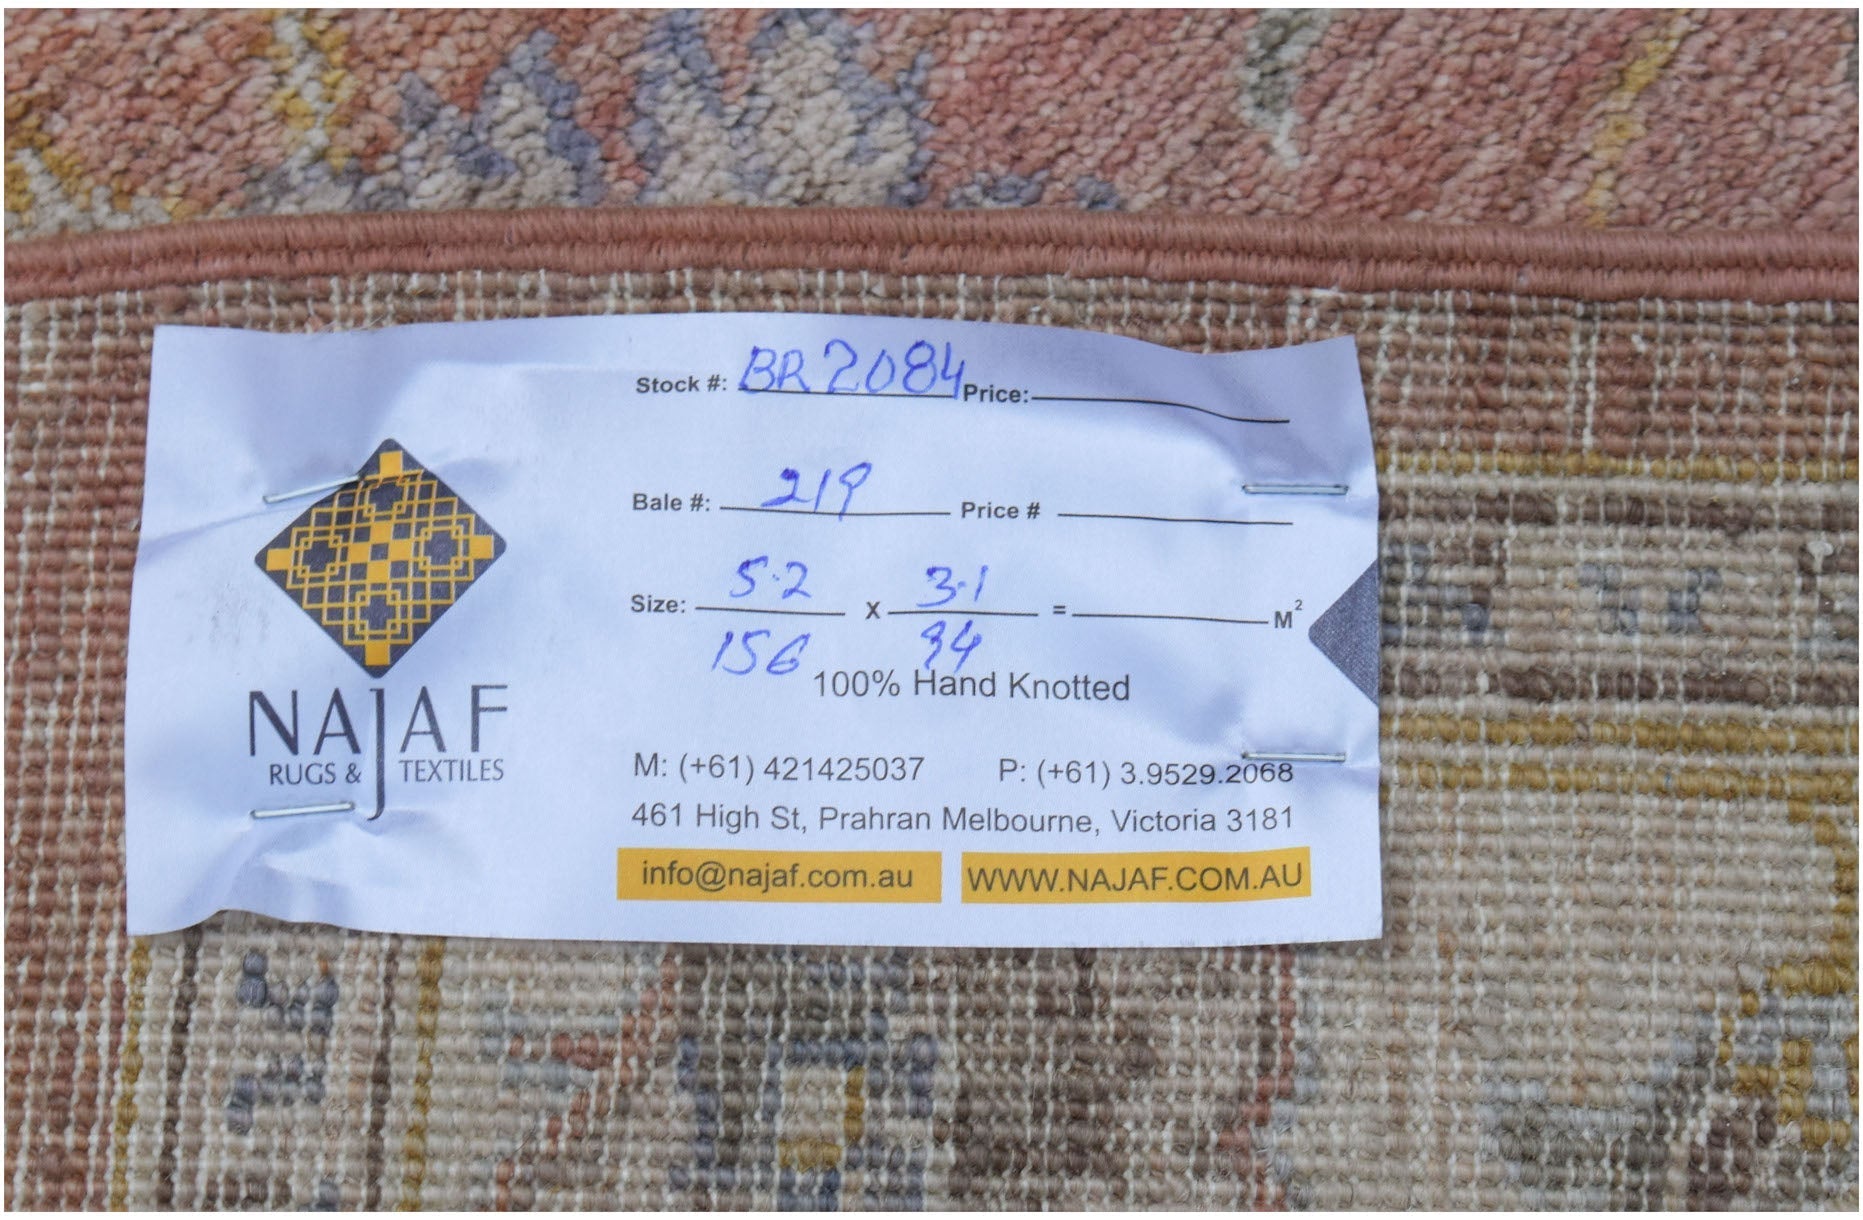 Stock #: BR2084 Price:
Bale #: 219 Price #
Size: 5.2 x 3.1 = M²
156 94
100% Hand Knotted
NAJAF
RUGS & TEXTILES
M: (+61) 421425037 P: (+61) 3.9529.2068
461 High St, Prahran Melbourne, Victoria 3181
info@najaf.com.au WWW.NAJAF.COM.AU